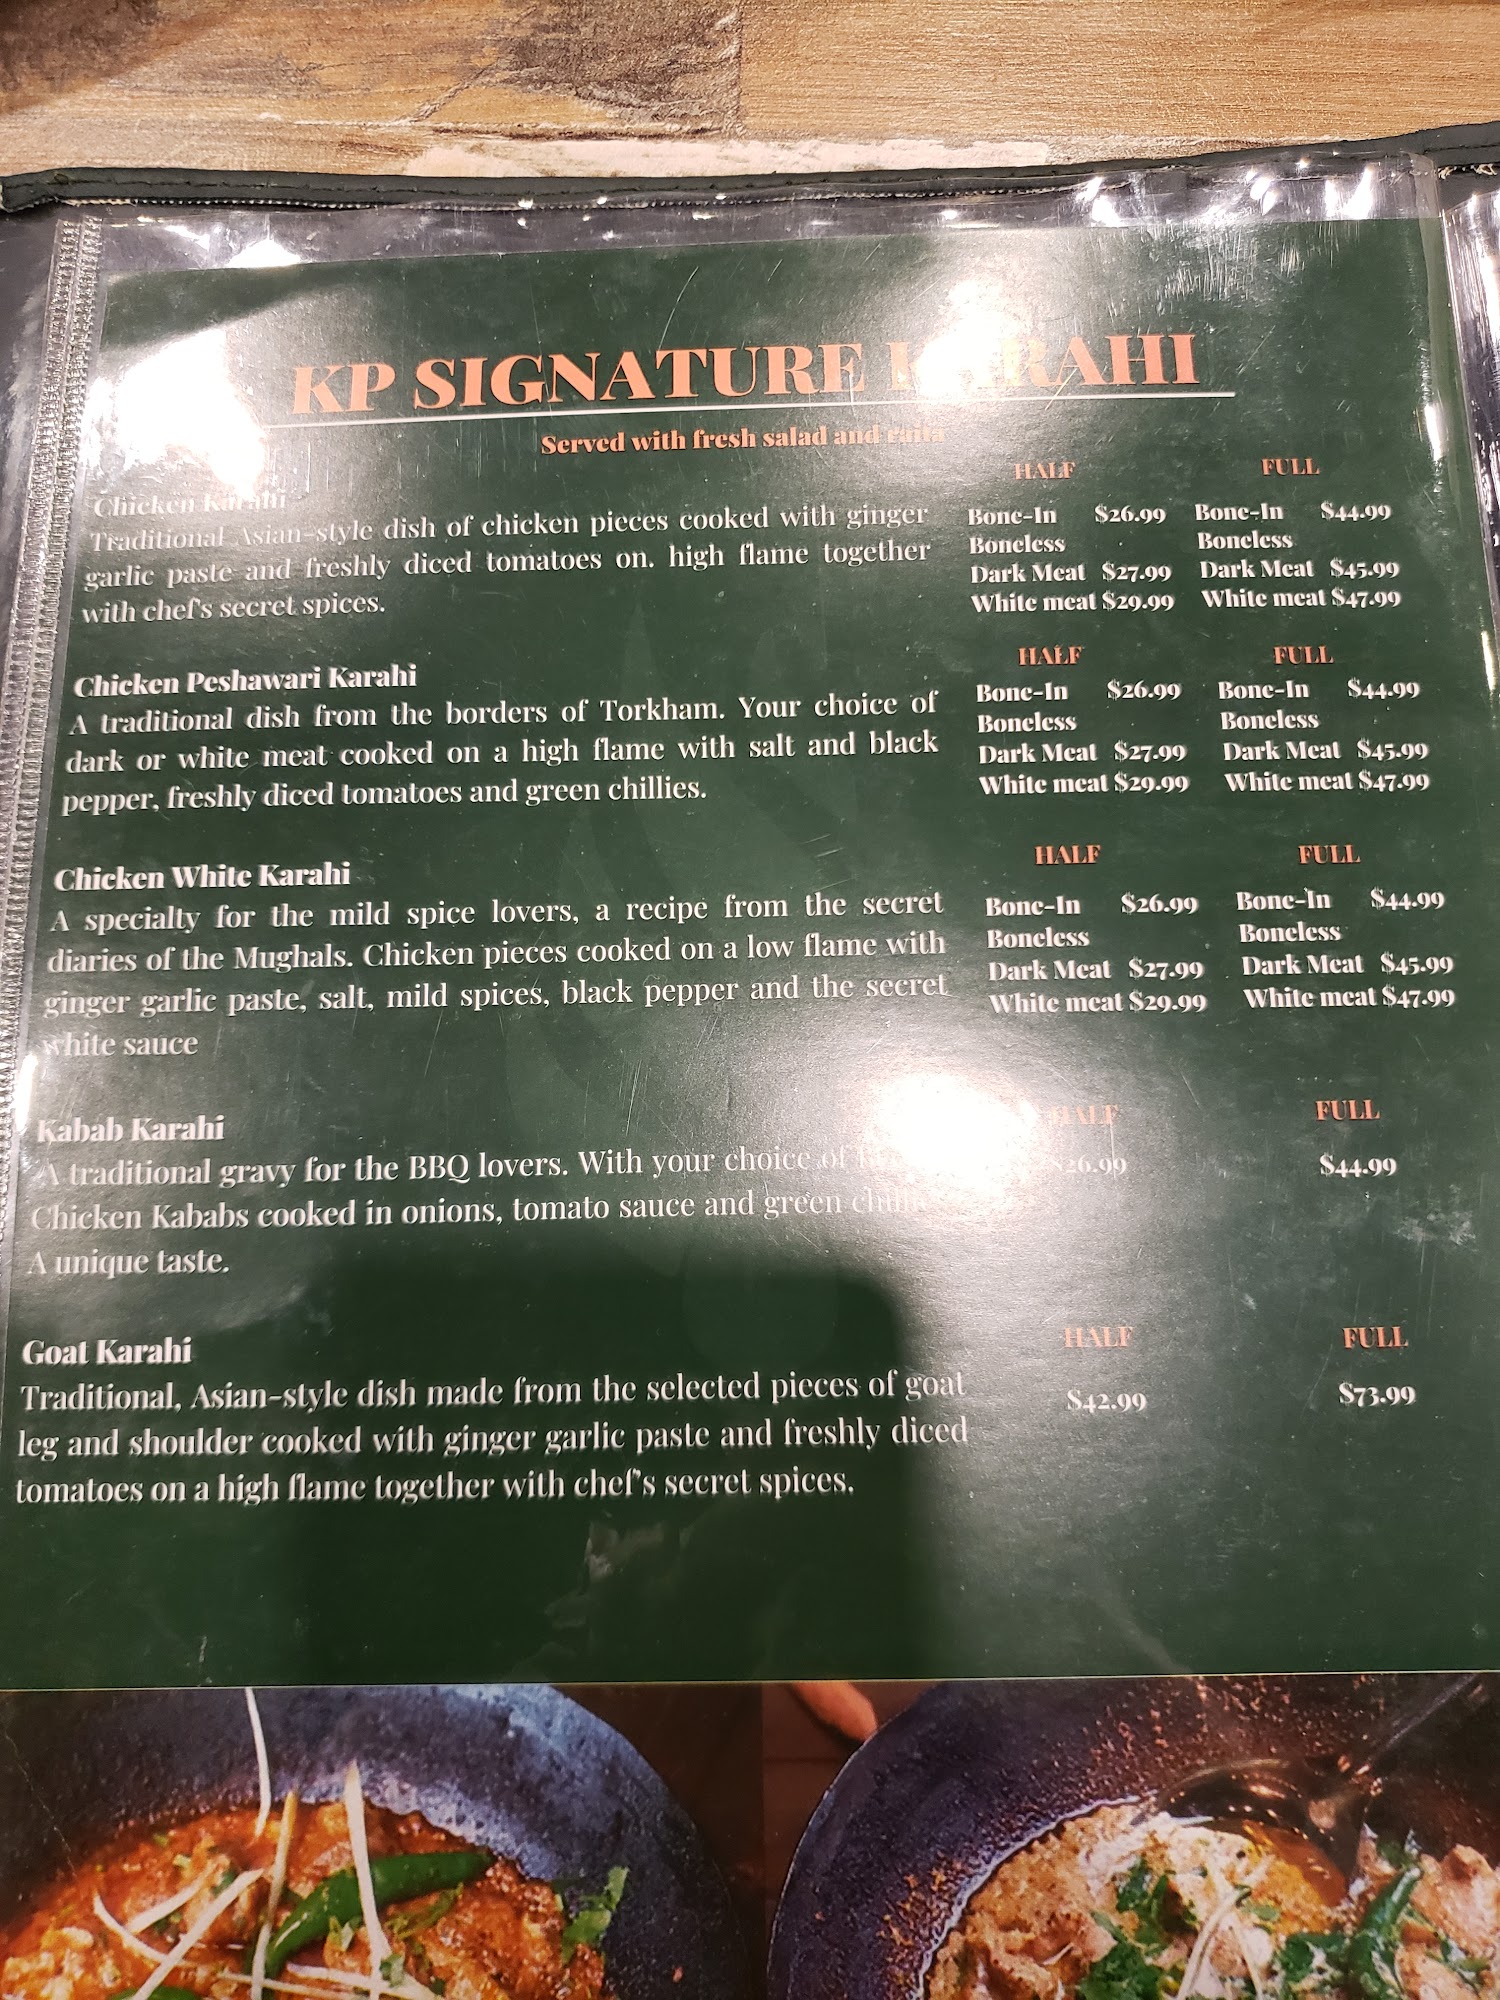 KP SIGNATURE KARAHI
Served with fresh salad and raita
Chicken Karahi
Traditional Asian-style dish of chicken pieces cooked with ginger
garlic paste and freshly diced tomatoes on. high flame together
with chef's secret spices.
HALF FULL
Bone-In $26.99 Bone-In $44.99
Boneless Boneless
Dark Meat $27.99 Dark Meat $45.99
White meat $29.99 White meat $47.99
Chicken Peshawari Karahi
A traditional dish from the borders of Torkham. Your choice of
dark or white meat cooked on a high flame with salt and black
pepper, freshly diced tomatoes and green chillies.
HALF FULL
Bone-In $26.99 Bone-In $44.99
Boneless Boneless
Dark Meat $27.99 Dark Meat $45.99
White meat $29.99 White meat $47.99
Chicken White Karahi
A specialty for the mild spice lovers, a recipe from the secret
diaries of the Mughals. Chicken pieces cooked on a low flame with
ginger garlic paste, salt, mild spices, black pepper and the secret
white sauce
HALF FULL
Bone-In $26.99 Bone-In $44.99
Boneless Boneless
Dark Meat $27.99 Dark Meat $45.99
White meat $29.99 White meat $47.99
Kabab Karahi
A traditional gravy for the BBQ lovers. With your choice of
Chicken Kababs cooked in onions, tomato sauce and green
A unique taste.
HALF FULL
$26.99 $44.99
Goat Karahi
Traditional, Asian-style dish made from the selected pieces of goat
leg and shoulder cooked with ginger garlic paste and freshly diced
tomatoes on a high flame together with chef's secret spices.
HALF FULL
$42.99 $73.99